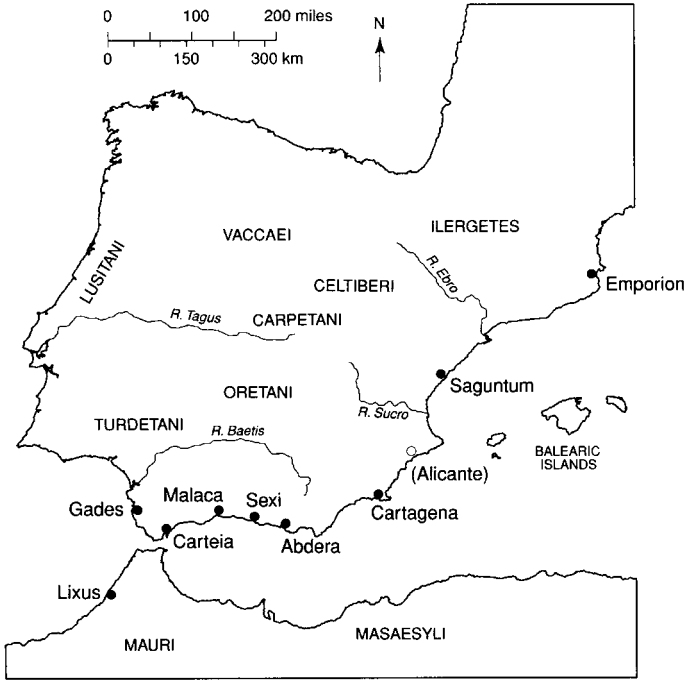 0 200 miles
N
0 150 300 km
ILERGETES
VACCAEI
LUSITANI
R. Ebro
Emporion
CELTIBERI
R. Tagus
CARPETANI
Saguntum
ORETANI
R. Sucro
TURDETANI
R. Baetis
BALEARIC
ISLANDS
(Alicante)
Malaca
Sexi
Gades
Cartagena
Carteia
Abdera
Lixus
MAURI
MASAESYLI